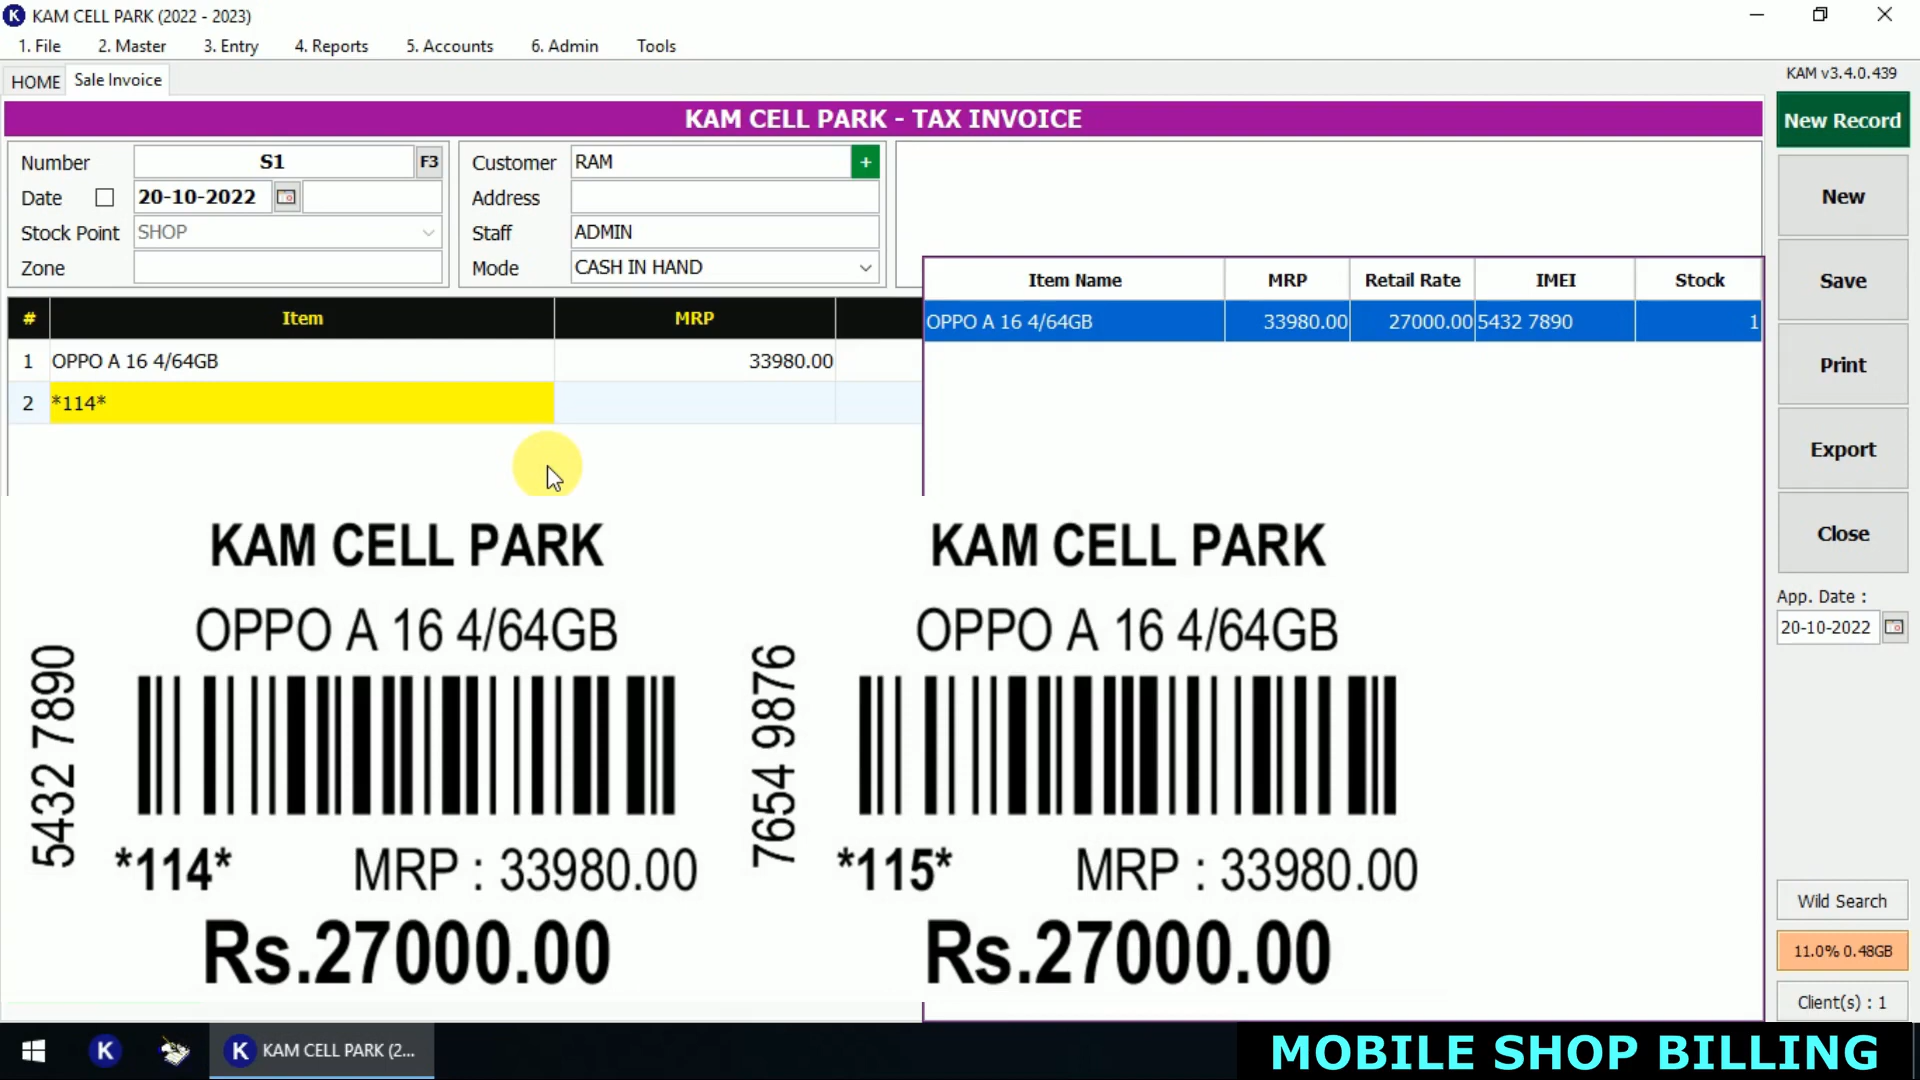 KAM CELL PARK (2022 - 2023)
1. File 2. Master 3. Entry 4. Reports 5. Accounts 6. Admin Tools
HOME Sale Invoice
KAM v3.4.0.439
KAM CELL PARK - TAX INVOICE
New Record
Number S1 F3
Date 20-10-2022
Stock Point SHOP
Zone
Customer RAM +
Address
Staff ADMIN
Mode CASH IN HAND
New
Save
Print
Export
Close
# Item MRP
1 OPPO A 16 4/64GB 33980.00
2 *114*
Item Name MRP Retail Rate IMEI Stock
OPPO A 16 4/64GB 33980.00 27000.00 5432 7890 1
KAM CELL PARK
OPPO A 16 4/64GB
5432 7890
*114* MRP : 33980.00
Rs.27000.00
KAM CELL PARK
OPPO A 16 4/64GB
7654 9876
*115* MRP : 33980.00
Rs.27000.00
App. Date :
20-10-2022
Wild Search
11.0% 0.48GB
Client(s) : 1
K K KAM CELL PARK (2...
MOBILE SHOP BILLING